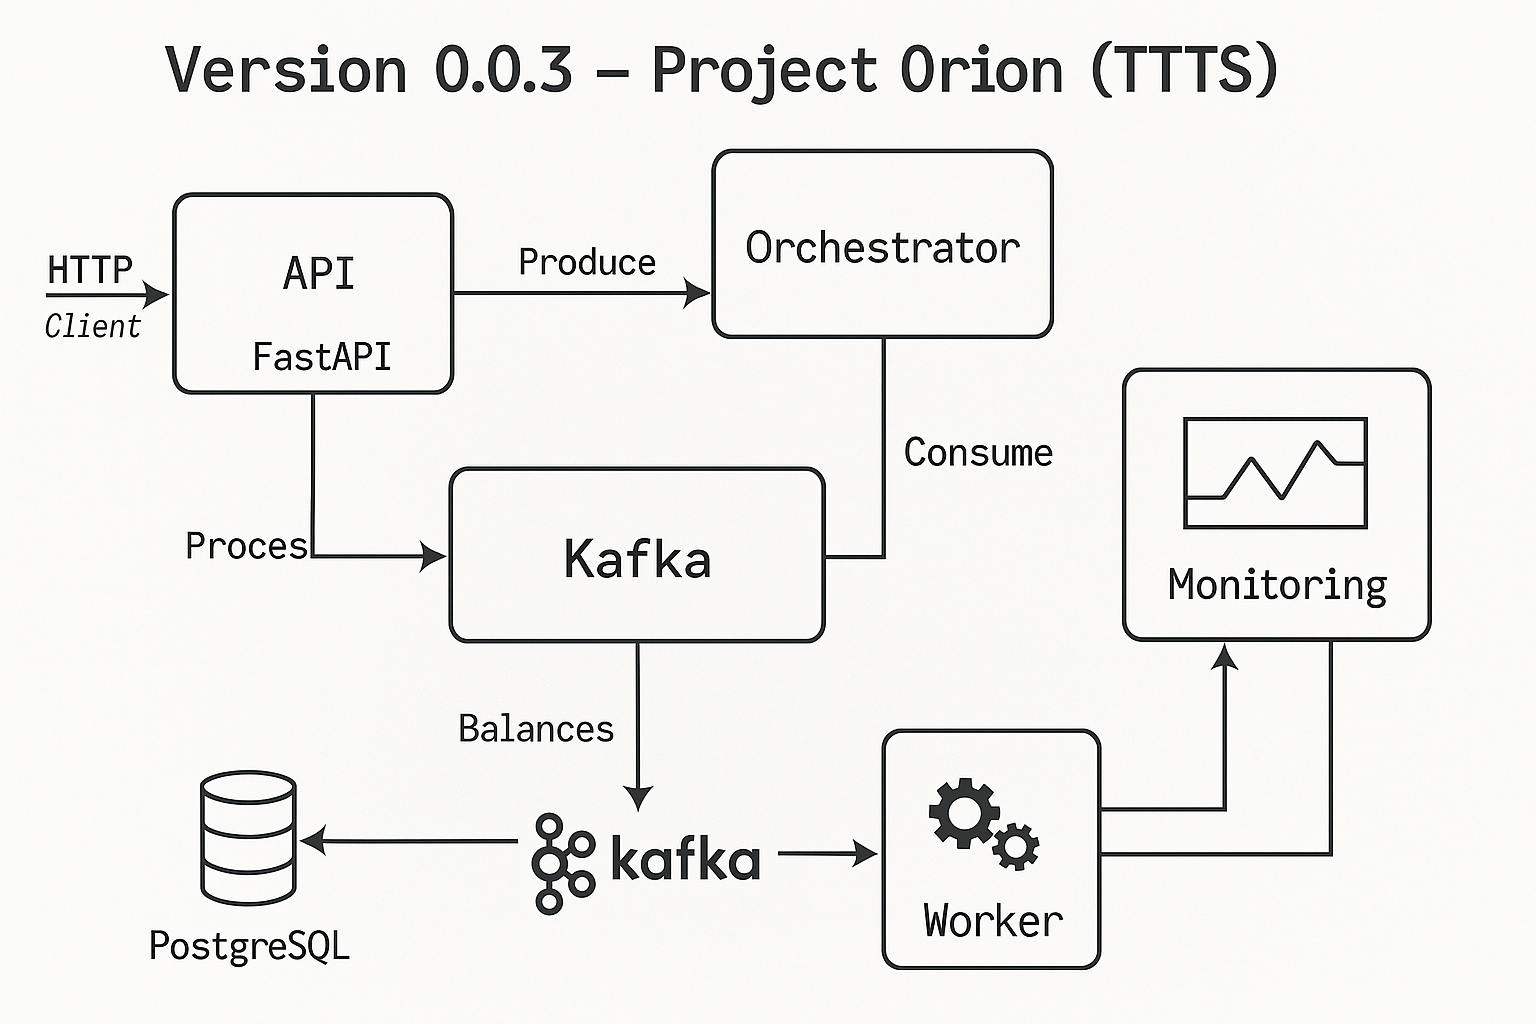 Version 0.0.3 – Project Orion (TTTS)
HTTP
Client
API
FastAPI
Produce
Orchestrator
Consume
Proces
Kafka
Monitoring
Balances
kafka
Worker
PostgreSQL